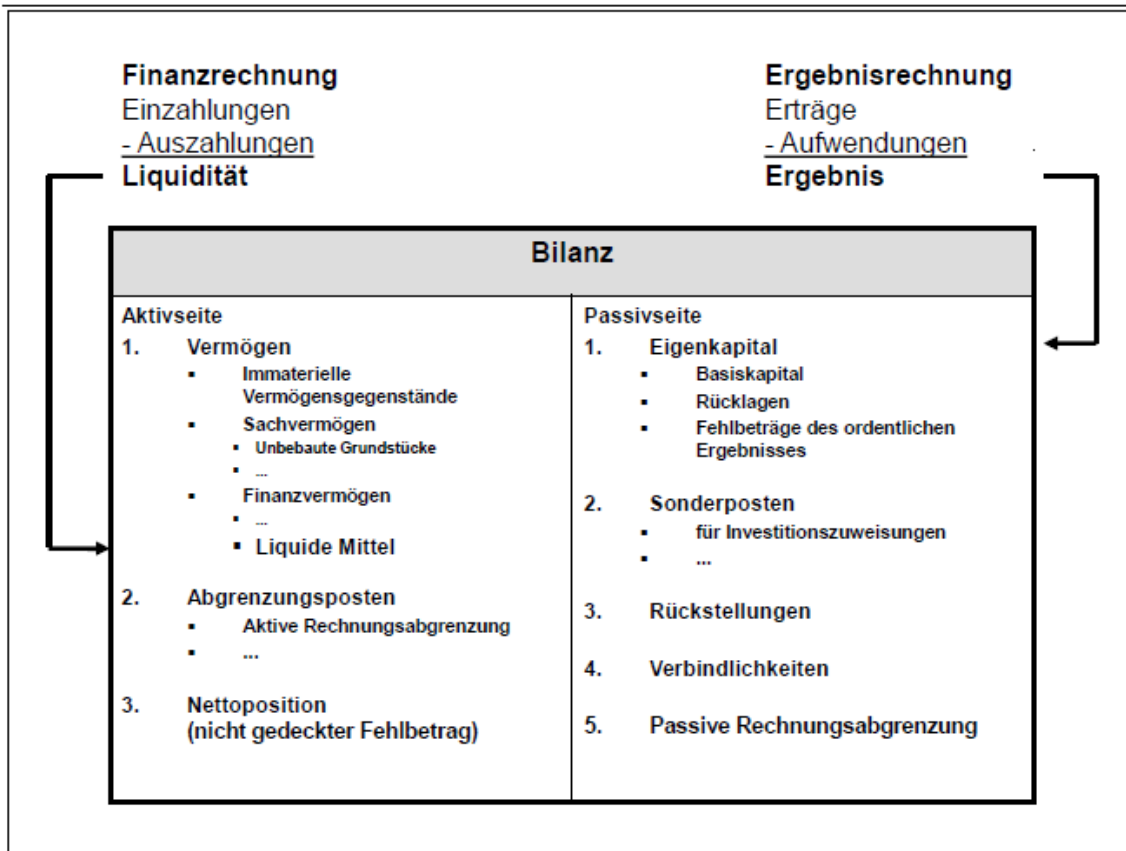 Finanzrechnung
Einzahlungen
- Auszahlungen
Liquidität
Ergebnisrechnung
Erträge
- Aufwendungen
Ergebnis
Bilanz
Aktivseite
1. Vermögen
▪ Immaterielle
Vermögensgegenstände
▪ Sachvermögen
▪ Unbebaute Grundstücke
▪ ...
▪ Finanzvermögen
▪ ...
▪ Liquide Mittel
2. Abgrenzungsposten
▪ Aktive Rechnungsabgrenzung
▪ ...
3. Nettoposition
(nicht gedeckter Fehlbetrag)
Passivseite
1. Eigenkapital
▪ Basiskapital
▪ Rücklagen
▪ Fehlbeträge des ordentlichen
Ergebnisses
2. Sonderposten
▪ für Investitionszuweisungen
▪ ...
3. Rückstellungen
4. Verbindlichkeiten
5. Passive Rechnungsabgrenzung